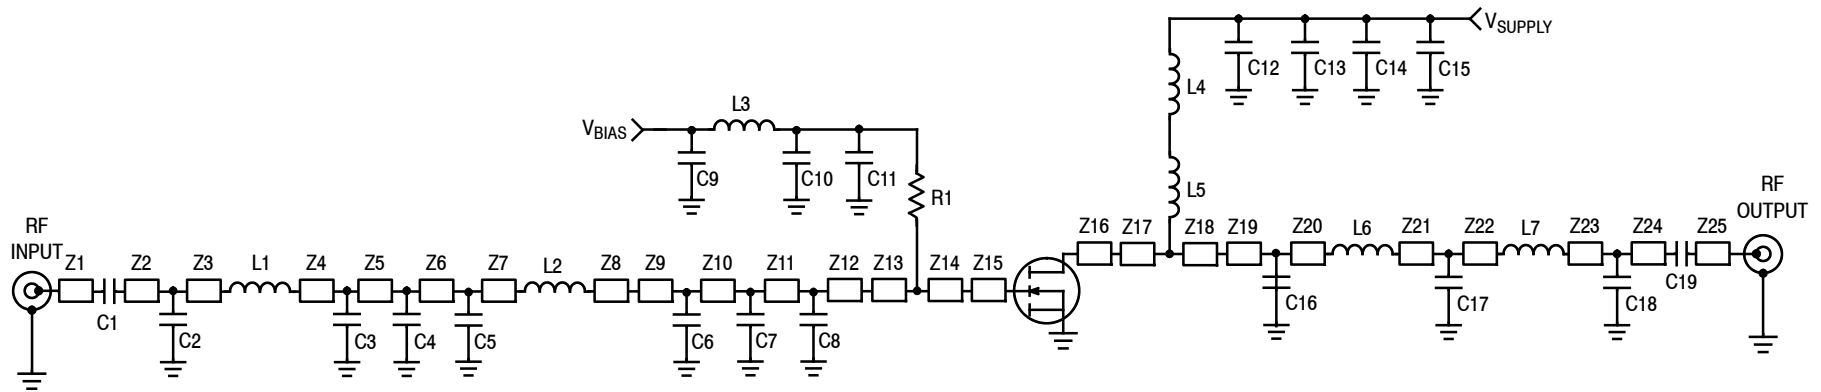 V_SUPPLY
C12 C13 C14 C15
L4
L3
V_BIAS
C9 C10 C11
R1
L5
RF
INPUT
RF
OUTPUT
Z16 Z17 Z18 Z19 Z20 L6 Z21 Z22 L7 Z23 Z24 Z25
Z1 Z2 Z3 L1 Z4 Z5 Z6 Z7 L2 Z8 Z9 Z10 Z11 Z12 Z13 Z14 Z15
C16 C17 C18 C19
C1 C2 C3 C4 C5 C6 C7 C8